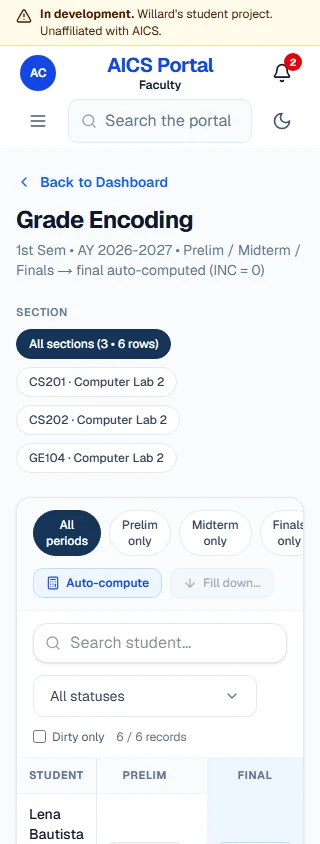 In development. Willard's student project.
Unaffiliated with AICS.
AC
AICS Portal
Faculty
2
Search the portal
Back to Dashboard
Grade Encoding
1st Sem • AY 2026-2027 • Prelim / Midterm /
Finals → final auto-computed (INC = 0)
SECTION
All sections (3 • 6 rows)
CS201 · Computer Lab 2
CS202 · Computer Lab 2
GE104 · Computer Lab 2
All periods
Prelim only
Midterm only
Finals only
Auto-compute
↓ Fill down...
Search student...
All statuses
Dirty only 6 / 6 records
STUDENT PRELIM FINAL
Lena
Bautista